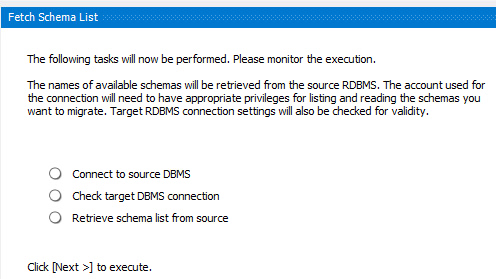 Fetch Schema List
The following tasks will now be performed. Please monitor the execution.
The names of available schemas will be retrieved from the source RDBMS. The account used for
the connection will need to have appropriate privileges for listing and reading the schemas you
want to migrate. Target RDBMS connection settings will also be checked for validity.
Connect to source DBMS
Check target DBMS connection
Retrieve schema list from source
Click [Next >] to execute.